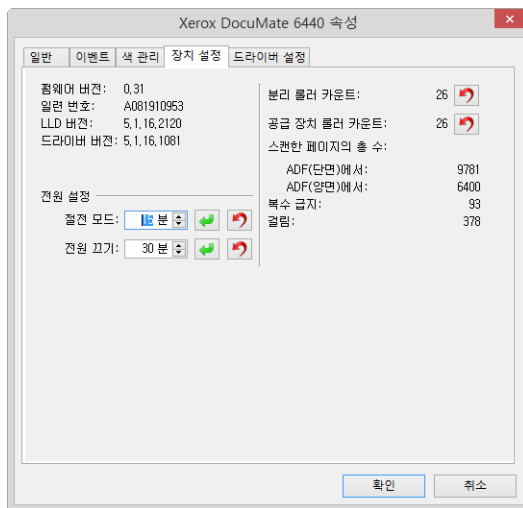 Xerox DocuMate 6440 속성
일반 이벤트 색 관리 장치 설정 드라이버 설정
펌웨어 버전: 0.31
일련 번호: A081910953
LLD 버전: 5.1.16.2120
드라이버 버전: 5.1.16.1081
전원 설정
절전 모드: 15 분
전원 끄기: 30 분
분리 롤러 카운트: 26
공급 장치 롤러 카운트: 26
스캔한 페이지의 총 수:
ADF(단면)에서: 9781
ADF(양면)에서: 6400
복수 급지: 93
걸림: 378
확인 취소